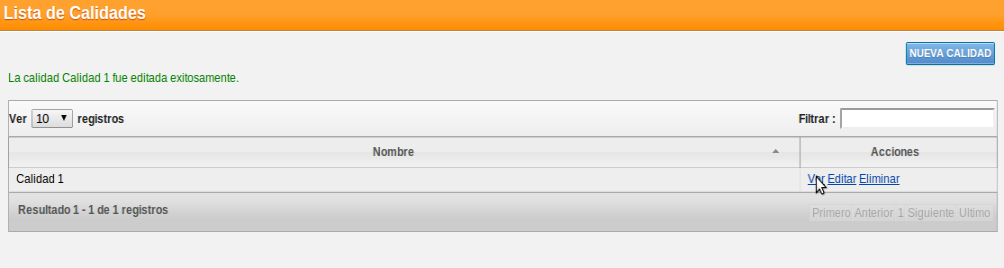 Lista de Calidades
NUEVA CALIDAD
La calidad Calidad 1 fue editada exitosamente.
Ver 10 registros Filtrar :
Nombre Acciones
Calidad 1 Ver Editar Eliminar
Resultado 1 - 1 de 1 registros Primero Anterior 1 Siguiente Ultimo